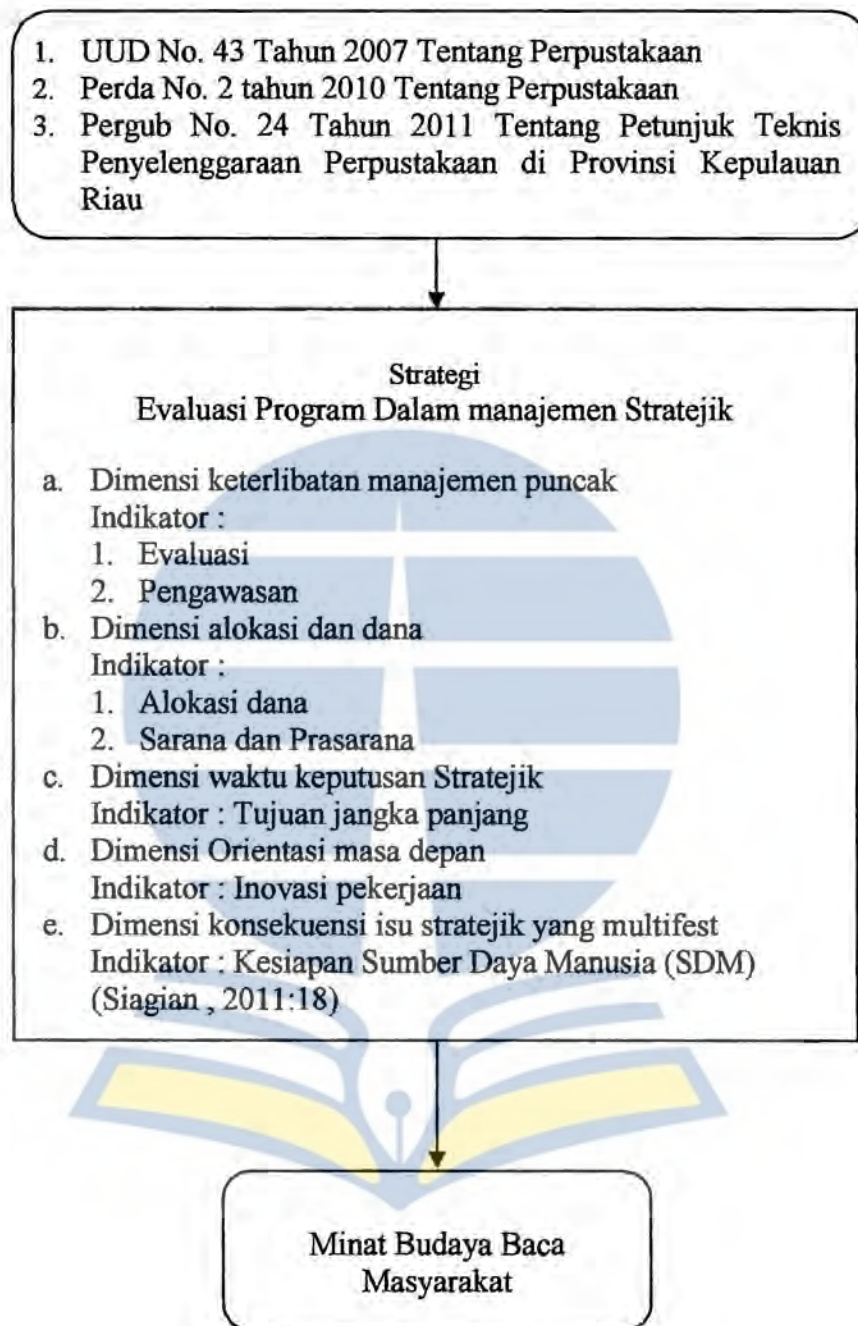 1. UUD No. 43 Tahun 2007 Tentang Perpustakaan
2. Perda No. 2 tahun 2010 Tentang Perpustakaan
3. Pergub No. 24 Tahun 2011 Tentang Petunjuk Teknis
Penyelenggaraan Perpustakaan di Provinsi Kepulauan
Riau
Strategi
Evaluasi Program Dalam manajemen Stratejik
a. Dimensi keterlibatan manajemen puncak
Indikator :
1. Evaluasi
2. Pengawasan
b. Dimensi alokasi dan dana
Indikator :
1. Alokasi dana
2. Sarana dan Prasarana
c. Dimensi waktu keputusan Stratejik
Indikator : Tujuan jangka panjang
d. Dimensi Orientasi masa depan
Indikator : Inovasi pekerjaan
e. Dimensi konsekuensi isu stratejik yang multifest
Indikator : Kesiapan Sumber Daya Manusia (SDM)
(Siagian , 2011:18)
Minat Budaya Baca
Masyarakat